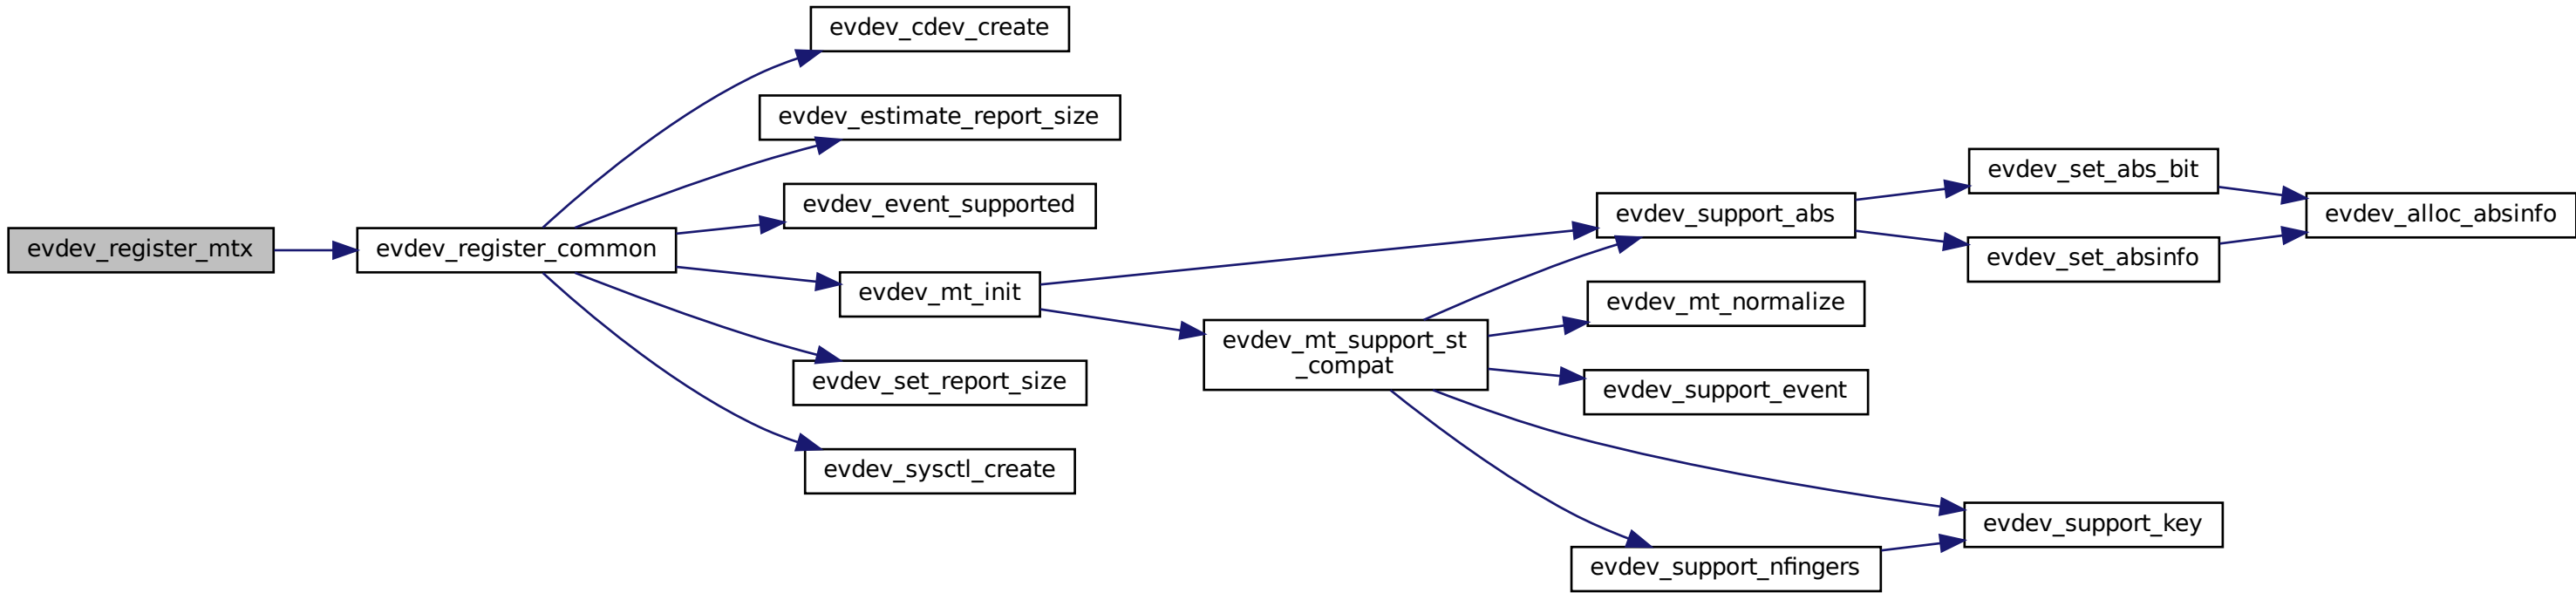 evdev_register_mtx
evdev_register_common
evdev_cdev_create
evdev_estimate_report_size
evdev_event_supported
evdev_mt_init
evdev_set_report_size
evdev_sysctl_create
evdev_mt_support_st
_compat
evdev_support_abs
evdev_mt_normalize
evdev_support_event
evdev_support_nfingers
evdev_set_abs_bit
evdev_set_absinfo
evdev_support_key
evdev_alloc_absinfo